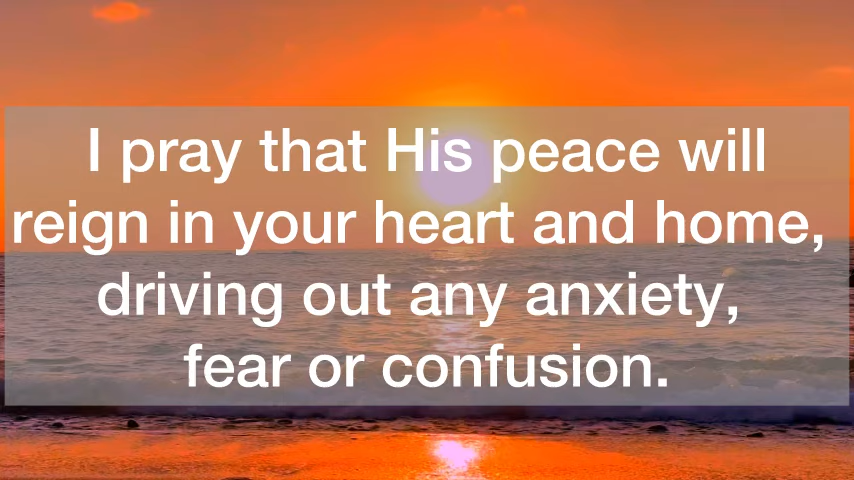 I pray that His peace will
reign in your heart and home,
driving out any anxiety,
fear or confusion.